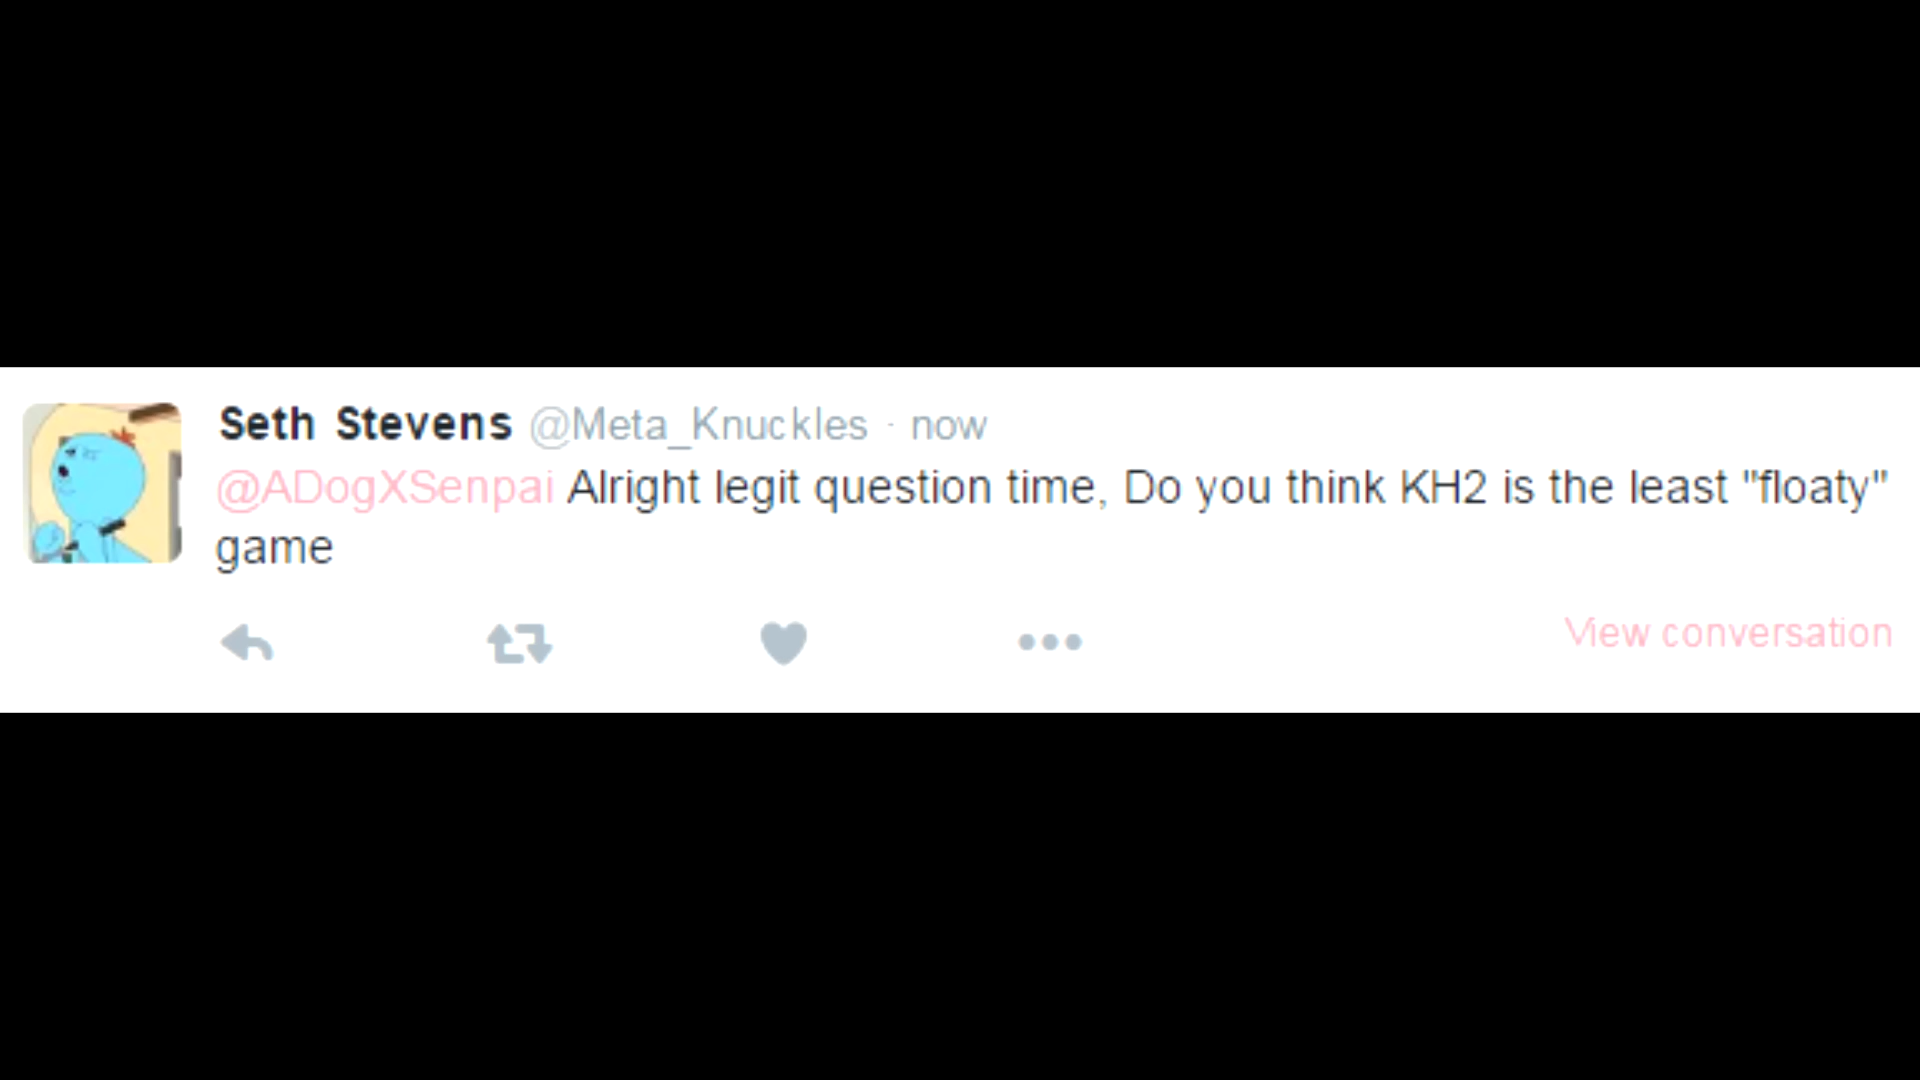 Seth Stevens @Meta_Knuckles · now
@ADogXSenpai Alright legit question time, Do you think KH2 is the least "floaty"
game
View conversation